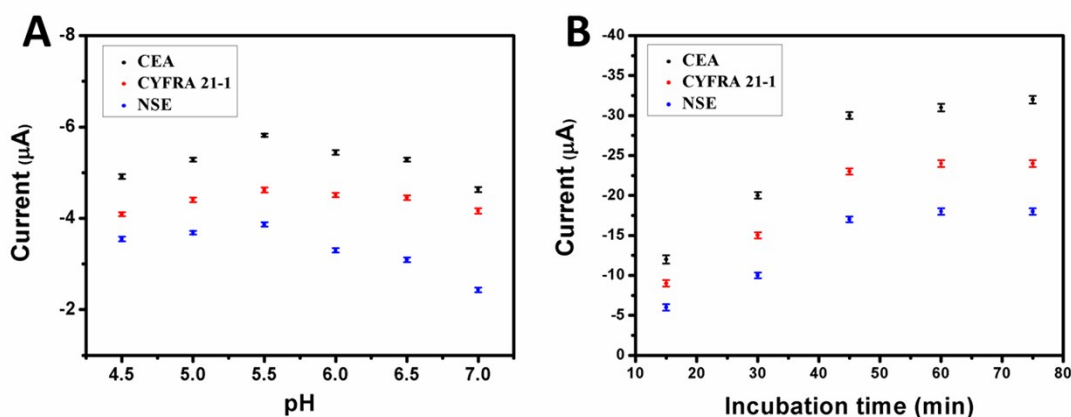 A
CEA
CYFRA 21-1
NSE
Current (μA)
-8
-6
-4
-2
4.5 5.0 5.5 6.0 6.5 7.0
pH
B
CEA
CYFRA 21-1
NSE
Current (μA)
-40
-35
-30
-25
-20
-15
-10
-5
0
10 20 30 40 50 60 70 80
Incubation time (min)